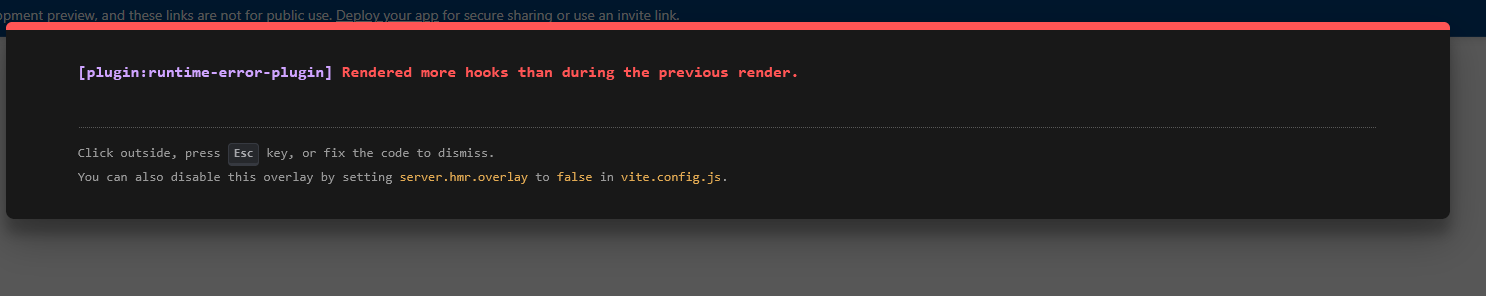 opment preview, and these links are not for public use. Deploy your app for secure sharing or use an invite link.
[plugin:runtime-error-plugin] Rendered more hooks than during the previous render.
Click outside, press Esc key, or fix the code to dismiss.
You can also disable this overlay by setting server.hmr.overlay to false in vite.config.js.